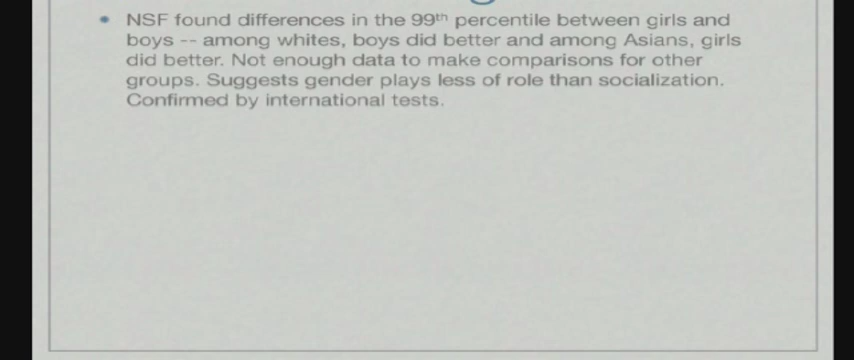 • NSF found differences in the 99th percentile between girls and
boys -- among whites, boys did better and among Asians, girls
did better. Not enough data to make comparisons for other
groups. Suggests gender plays less of role than socialization.
Confirmed by international tests.